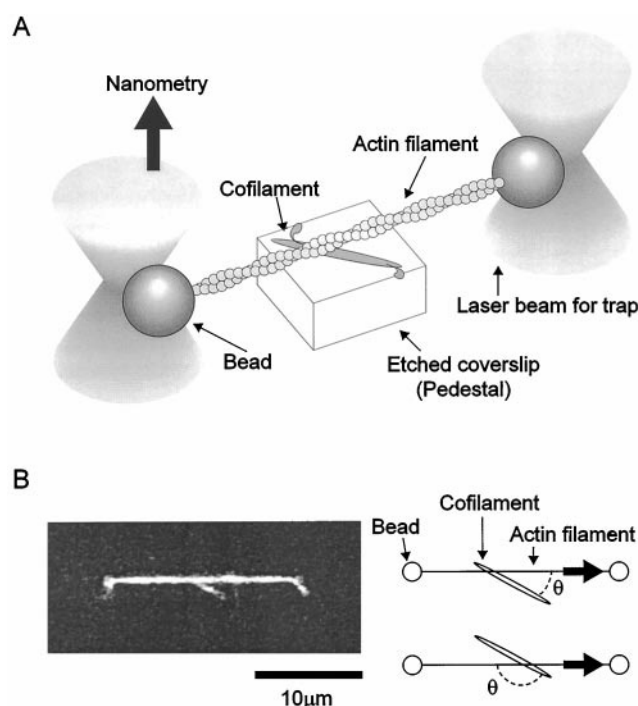 A
Nanometry
Actin filament
Cofilament
Laser beam for trap
Bead
Etched coverslip
(Pedestal)
B
Cofilament
Bead
Actin filament
θ
θ
10μm